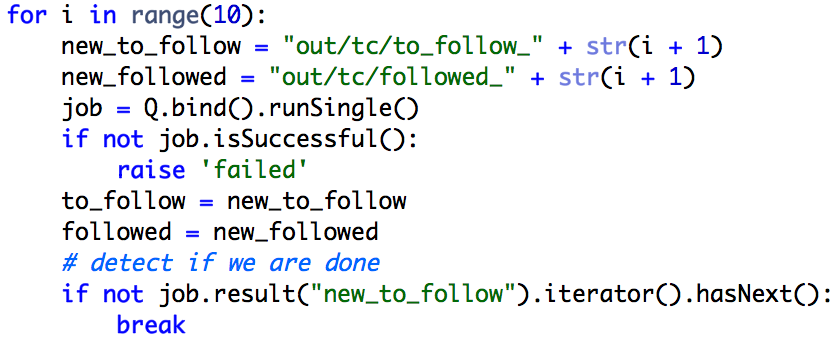 for i in range(10):
    new_to_follow = "out/tc/to_follow_" + str(i + 1)
    new_followed = "out/tc/followed_" + str(i + 1)
    job = Q.bind().runSingle()
    if not job.isSuccessful():
        raise 'failed'
    to_follow = new_to_follow
    followed = new_followed
    # detect if we are done
    if not job.result("new_to_follow").iterator().hasNext():
        break